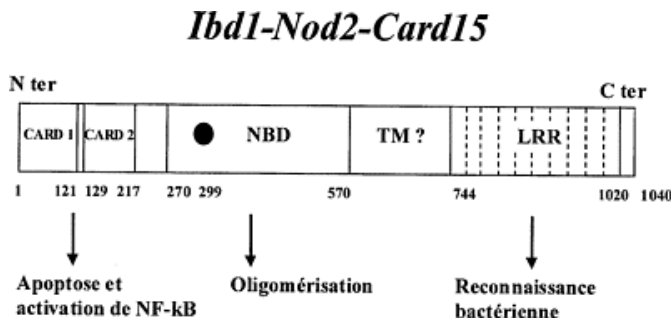 Ibd1-Nod2-Card15
N ter
C ter
CARD 1 CARD 2 NBD TM ? LRR
1 121 129 217 270 299 570 744 1020 1040
Apoptose et
activation de NF-kB
Oligomérisation
Reconnaissance
bactérienne